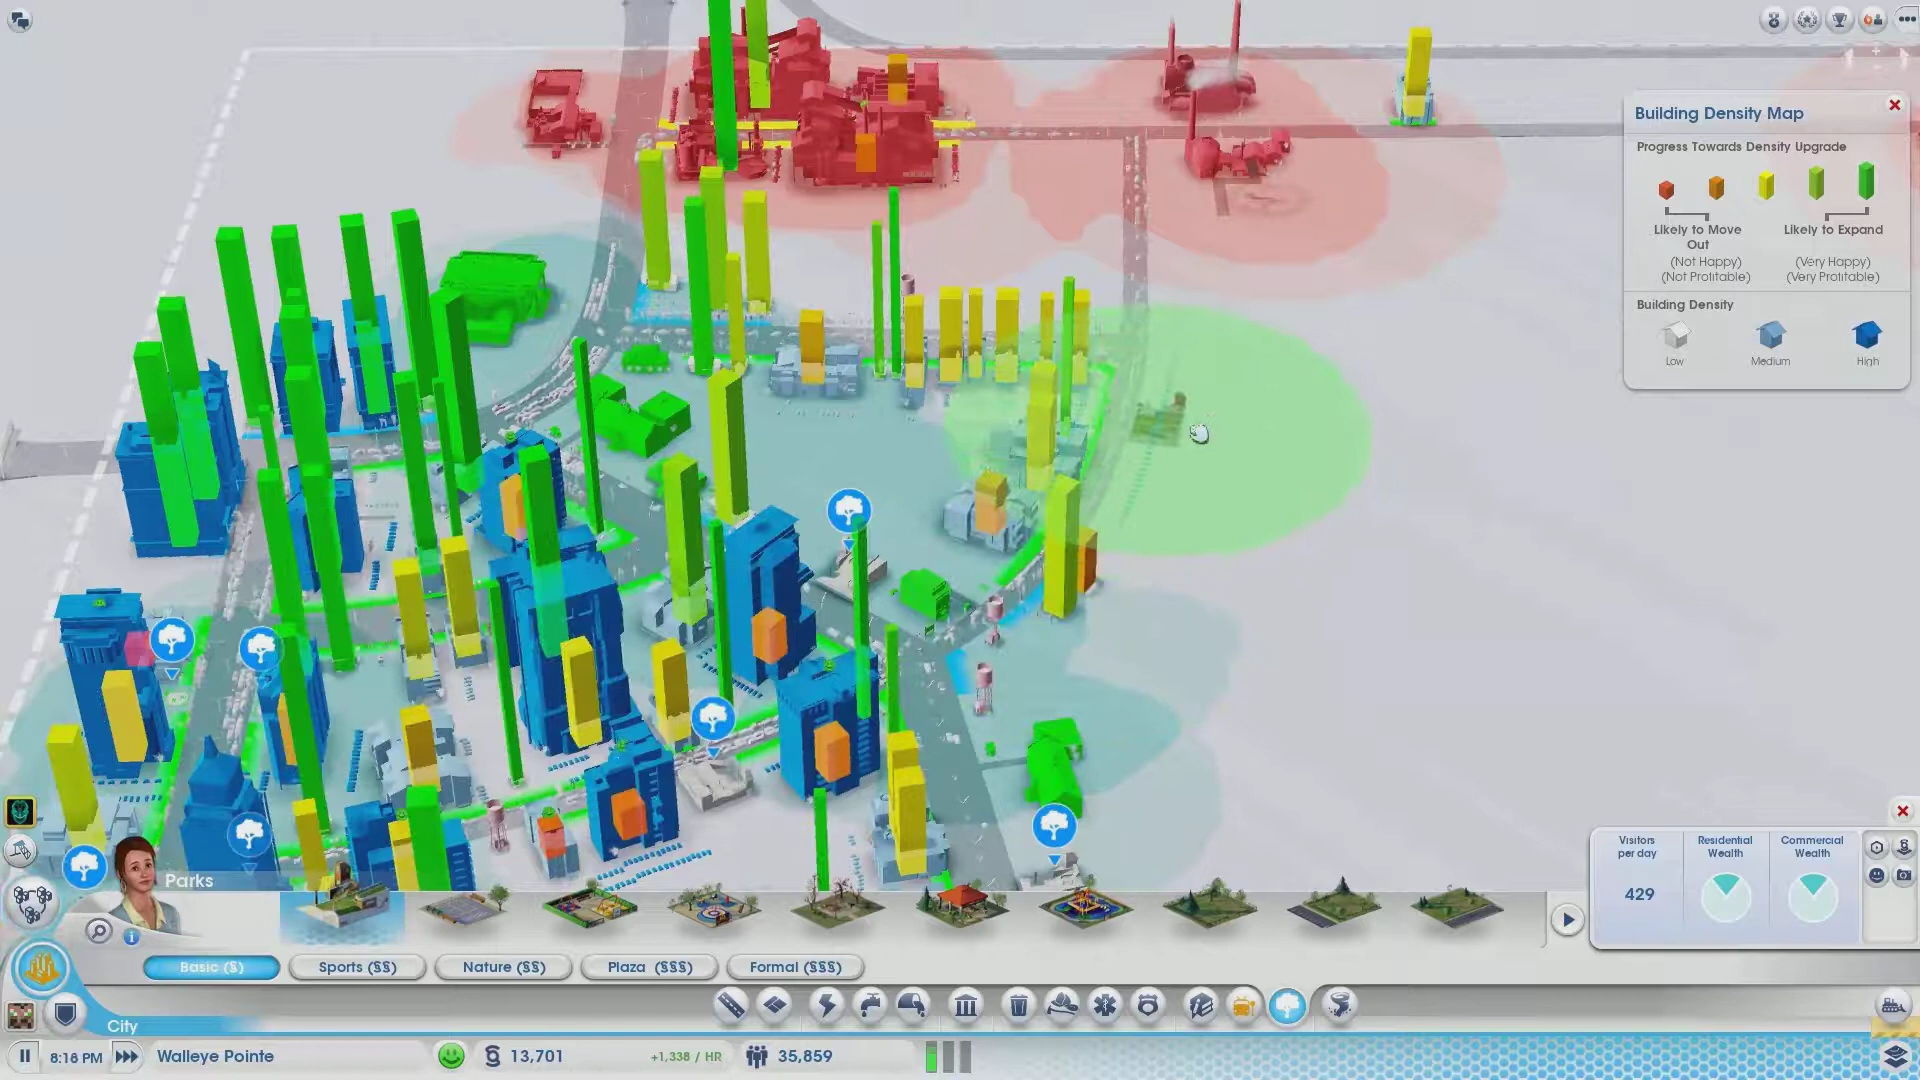 Building Density Map
Progress Towards Density Upgrade
Likely to Move Out
Likely to Expand
(Not Happy)
(Very Happy)
(Not Profitable)
(Very Profitable)
Building Density
Low
Medium
High
Visitors per day
Residential Wealth
Commercial Wealth
429
Parks
Basic (§)
Sports (§§)
Nature (§§)
Plaza (§§§)
Formal (§§§)
City
8:18 PM
Walleye Pointe
13,701
+1,338 / HR
35,859